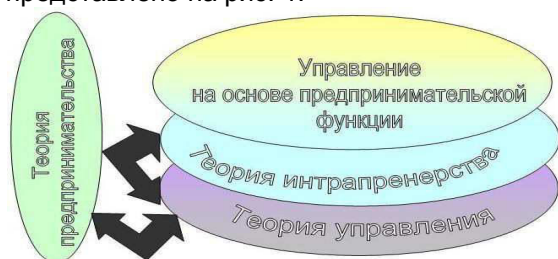 представлено на рис. 1.
Теория
предпринимательства
Управление
на основе предпринимательской
функции
Теория интрапренерства
Теория управления